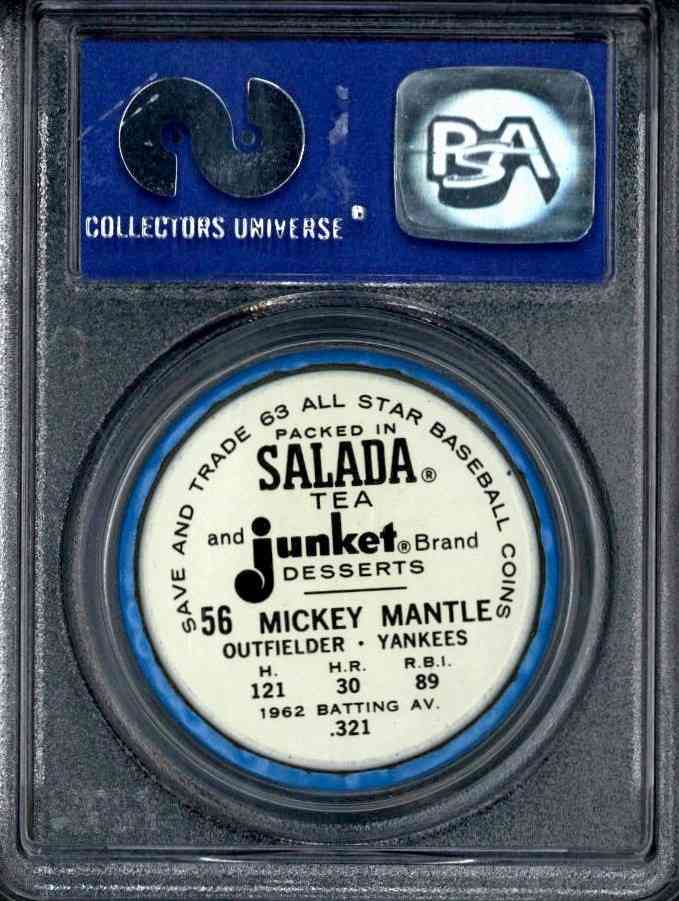 COLLECTORS UNIVERSE®
PSA
SAVE AND TRADE 63 ALL STAR BASEBALL COINS
PACKED IN
SALADA®
TEA
and junket® Brand
DESSERTS
56 MICKEY MANTLE
OUTFIELDER · YANKEES
H. H.R. R.B.I.
121 30 89
1962 BATTING AV.
.321